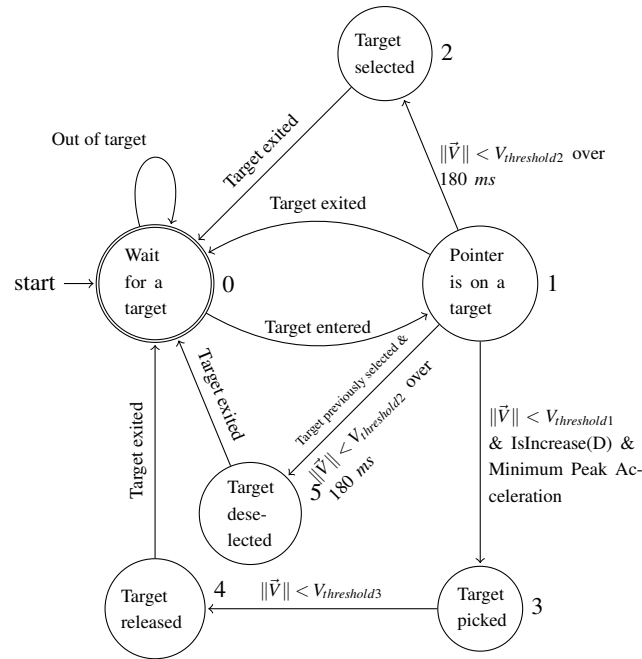 Target
selected
2
Out of target
Target exited
‖V⃗‖ < V_threshold2 over
180 ms
Target exited
start
Wait
for a
target
0
Pointer
is on a
target
1
Target entered
Target exited
Target previously selected &
‖V⃗‖ < V_threshold2 over
180 ms
‖V⃗‖ < V_threshold1
& IsIncrease(D) &
Minimum Peak Ac-
celeration
Target exited
Target
dese-
lected
5
Target
released
4
‖V⃗‖ < V_threshold3
Target
picked
3